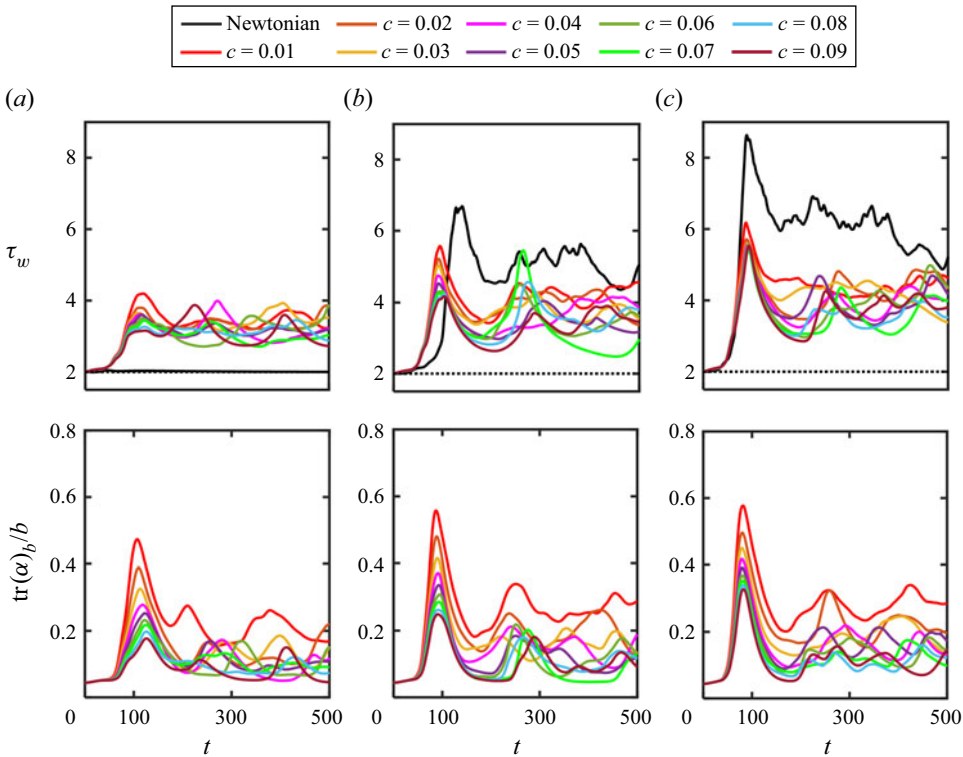 Newtonian c = 0.02 c = 0.04 c = 0.06 c = 0.08
c = 0.01 c = 0.03 c = 0.05 c = 0.07 c = 0.09
(a) (b) (c)
8 8 8
6 6 6
τw
4 4 4
2 2 2
0.8 0.8 0.8
0.6 0.6 0.6
tr(α)b/b
0.4 0.4 0.4
0.2 0.2 0.2
0 100 300 500 0 100 300 500 0 100 300 500
t t t